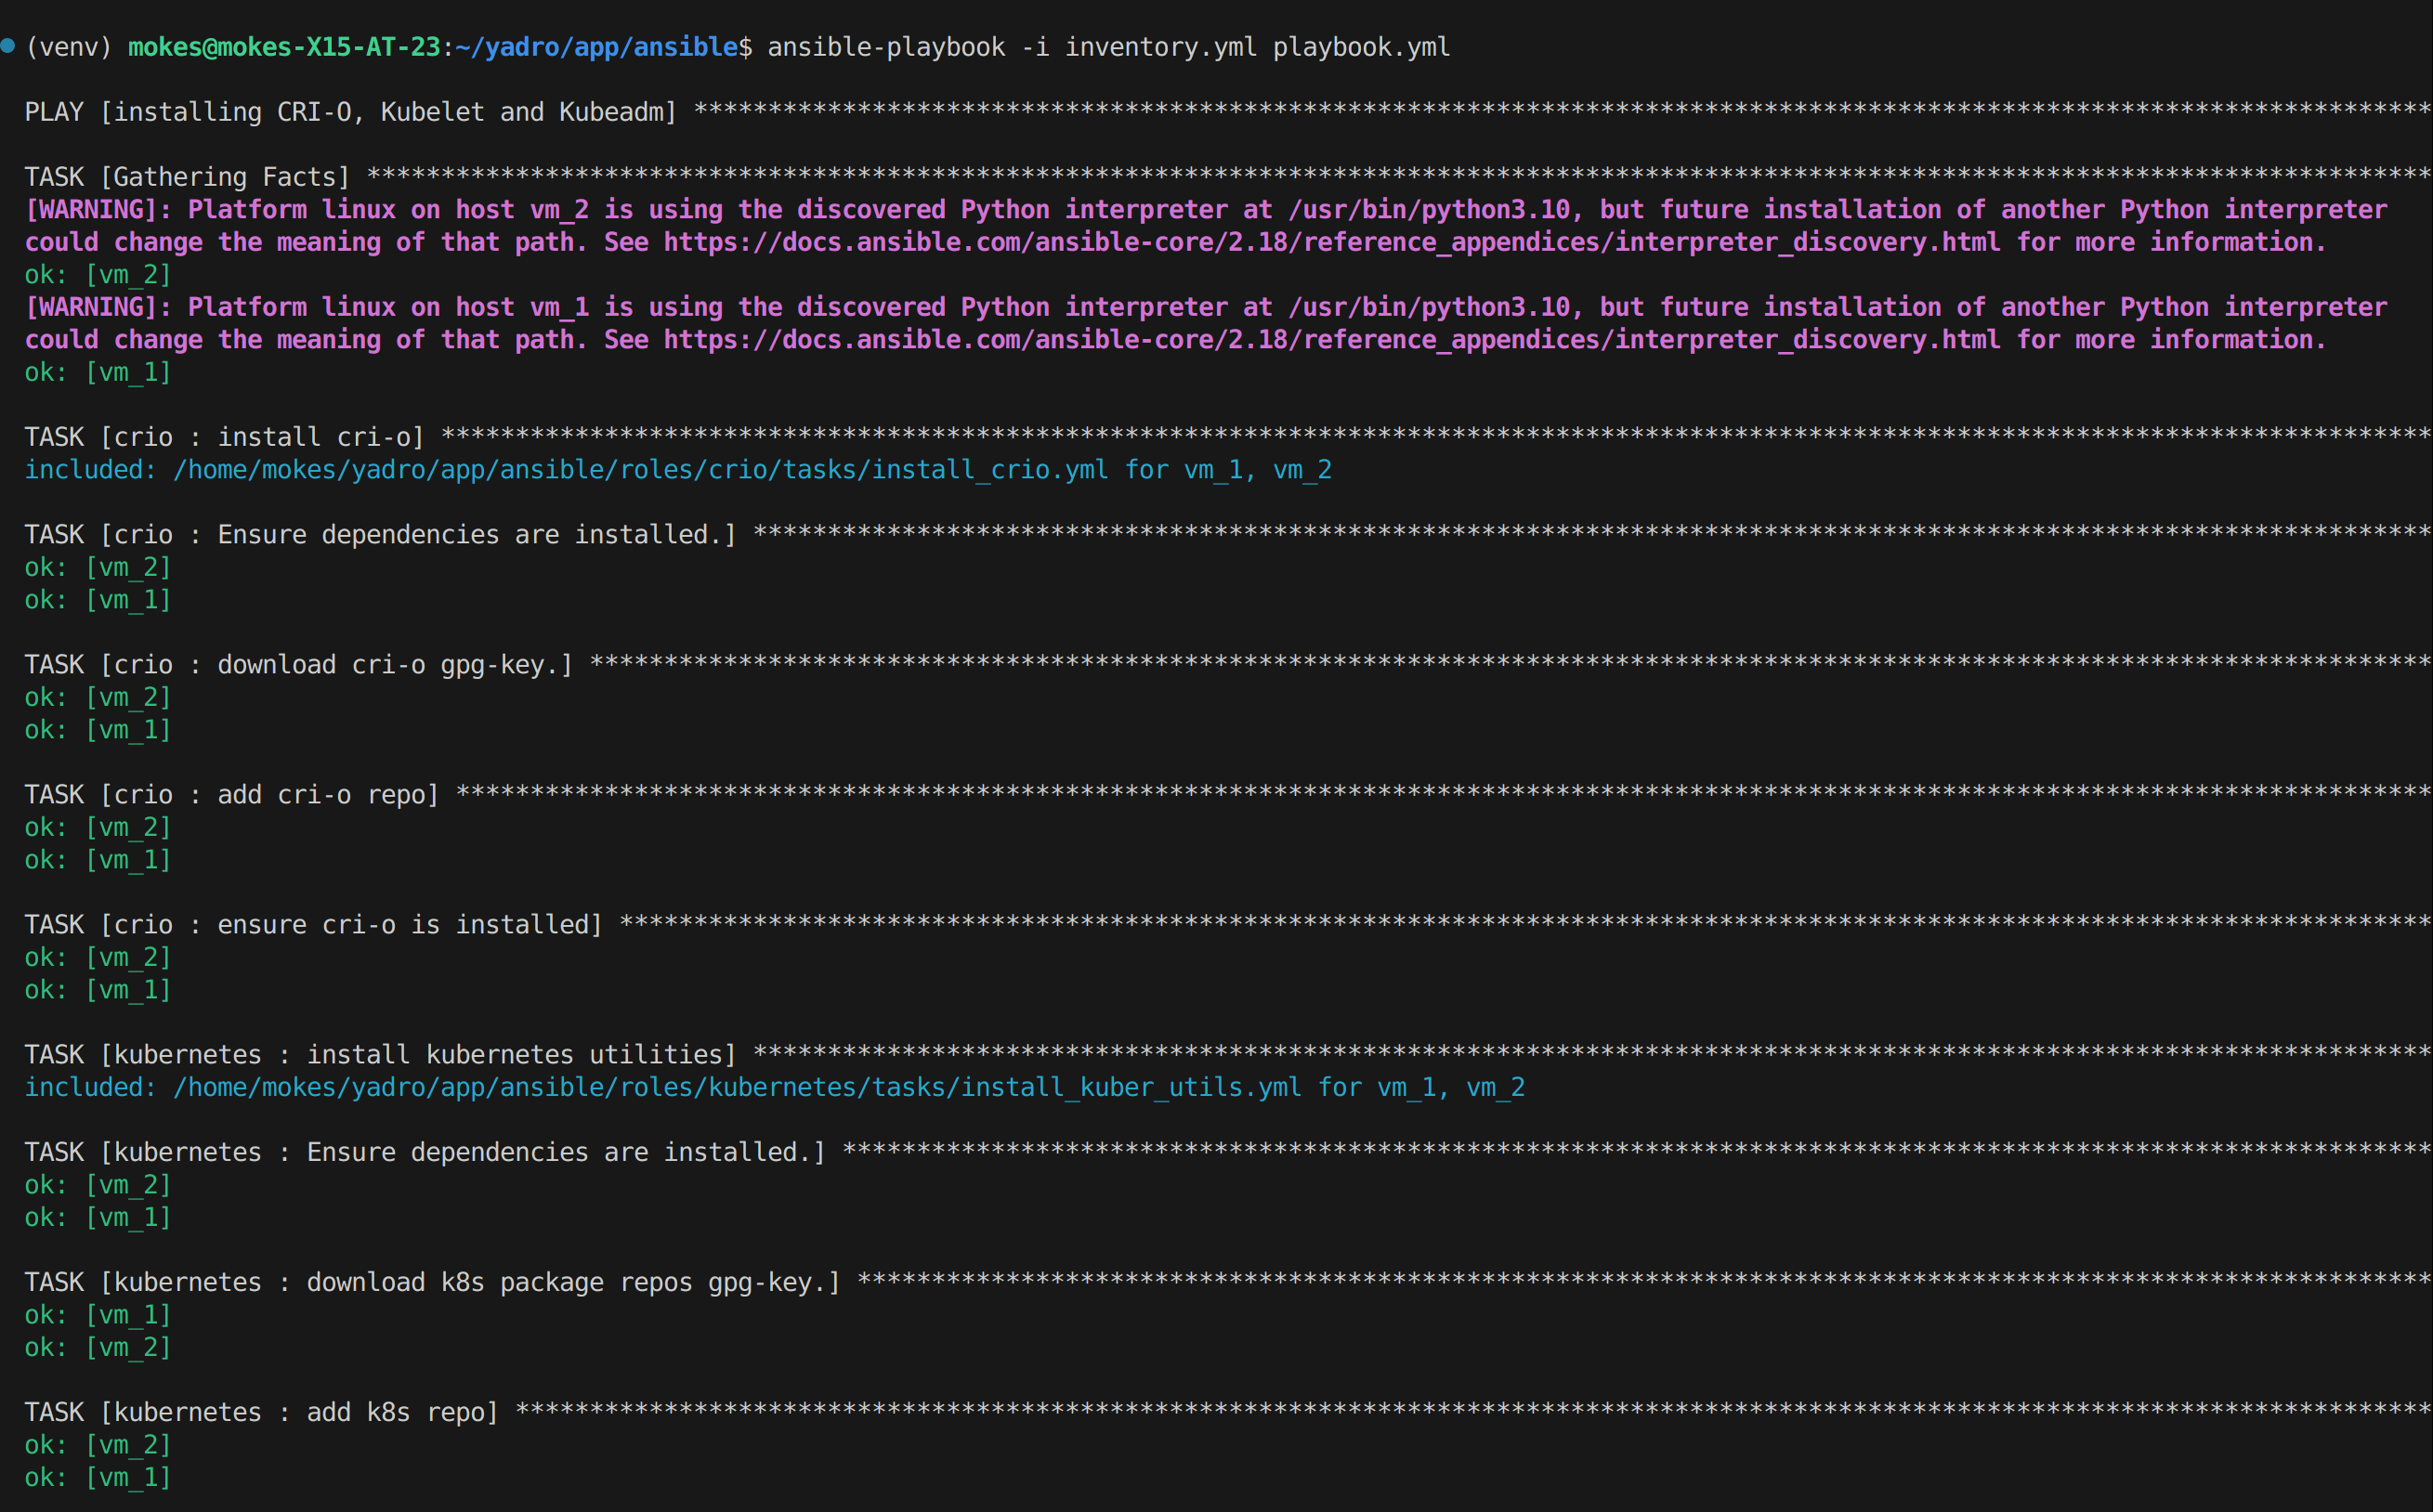 (venv) mokes@mokes-X15-AT-23:~/yadro/app/ansible$ ansible-playbook -i inventory.yml playbook.yml
PLAY [installing CRI-O, Kubelet and Kubeadm] *********************************************************************************************************************
TASK [Gathering Facts] *******************************************************************************************************************************************
[WARNING]: Platform linux on host vm_2 is using the discovered Python interpreter at /usr/bin/python3.10, but future installation of another Python interpreter
could change the meaning of that path. See https://docs.ansible.com/ansible-core/2.18/reference_appendices/interpreter_discovery.html for more information.
ok: [vm_2]
[WARNING]: Platform linux on host vm_1 is using the discovered Python interpreter at /usr/bin/python3.10, but future installation of another Python interpreter
could change the meaning of that path. See https://docs.ansible.com/ansible-core/2.18/reference_appendices/interpreter_discovery.html for more information.
ok: [vm_1]
TASK [crio : install cri-o] **************************************************************************************************************************************
included: /home/mokes/yadro/app/ansible/roles/crio/tasks/install_crio.yml for vm_1, vm_2
TASK [crio : Ensure dependencies are installed.] *****************************************************************************************************************
ok: [vm_2]
ok: [vm_1]
TASK [crio : download cri-o gpg-key.] ****************************************************************************************************************************
ok: [vm_2]
ok: [vm_1]
TASK [crio : add cri-o repo] *************************************************************************************************************************************
ok: [vm_2]
ok: [vm_1]
TASK [crio : ensure cri-o is installed] **************************************************************************************************************************
ok: [vm_2]
ok: [vm_1]
TASK [kubernetes : install kubernetes utilities] *****************************************************************************************************************
included: /home/mokes/yadro/app/ansible/roles/kubernetes/tasks/install_kuber_utils.yml for vm_1, vm_2
TASK [kubernetes : Ensure dependencies are installed.] ***********************************************************************************************************
ok: [vm_2]
ok: [vm_1]
TASK [kubernetes : download k8s package repos gpg-key.] **********************************************************************************************************
ok: [vm_1]
ok: [vm_2]
TASK [kubernetes : add k8s repo] *********************************************************************************************************************************
ok: [vm_2]
ok: [vm_1]